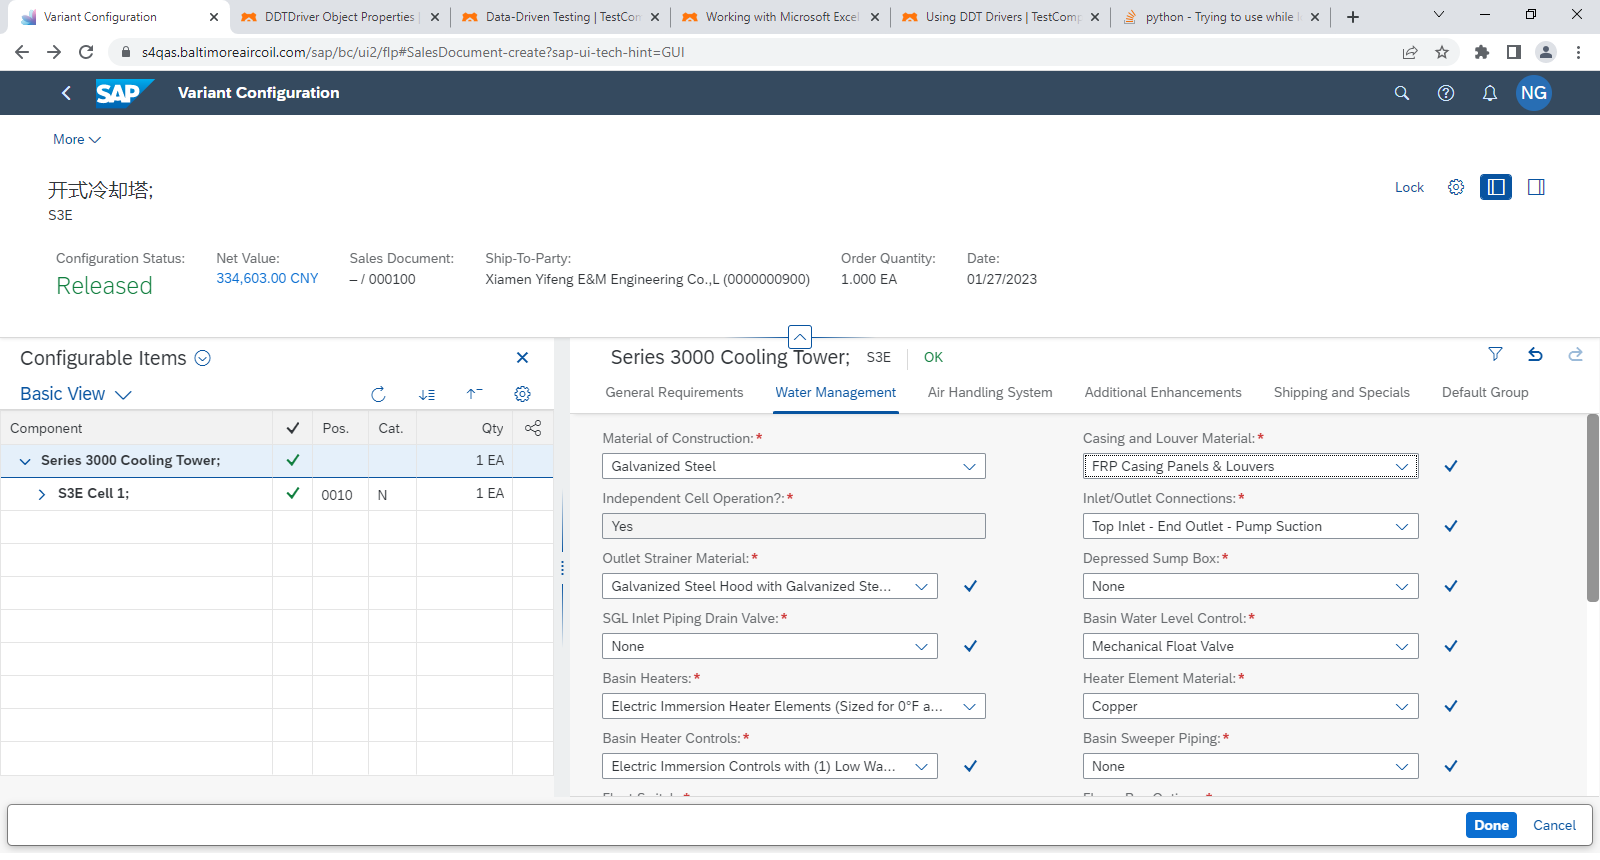 Variant Configuration
DDTDriver Object Properties
Data-Driven Testing | TestCom
Working with Microsoft Excel
Using DDT Drivers | TestComp
python - Trying to use while l
s4qas.baltimoreaircoil.com/sap/bc/ui2/flp#SalesDocument-create?sap-ui-tech-hint=GUI
SAP
Variant Configuration
NG
More
开式冷却塔;
S3E
Lock
Configuration Status:
Net Value:
Sales Document:
Ship-To-Party:
Order Quantity:
Date:
Released
334,603.00 CNY
– / 000100
Xiamen Yifeng E&M Engineering Co.,L (0000000900)
1.000 EA
01/27/2023
Configurable Items
Basic View
Component
Pos.
Cat.
Qty
Series 3000 Cooling Tower;
1 EA
S3E Cell 1;
0010
N
1 EA
Series 3000 Cooling Tower;
S3E
OK
General Requirements
Water Management
Air Handling System
Additional Enhancements
Shipping and Specials
Default Group
Material of Construction:*
Casing and Louver Material:*
Galvanized Steel
FRP Casing Panels & Louvers
Independent Cell Operation?:*
Inlet/Outlet Connections:*
Yes
Top Inlet - End Outlet - Pump Suction
Outlet Strainer Material:*
Depressed Sump Box:*
Galvanized Steel Hood with Galvanized Ste...
None
SGL Inlet Piping Drain Valve:*
Basin Water Level Control:*
None
Mechanical Float Valve
Basin Heaters:*
Heater Element Material:*
Electric Immersion Heater Elements (Sized for 0°F a...
Copper
Basin Heater Controls:*
Basin Sweeper Piping:*
Electric Immersion Controls with (1) Low Wa...
None
Done
Cancel